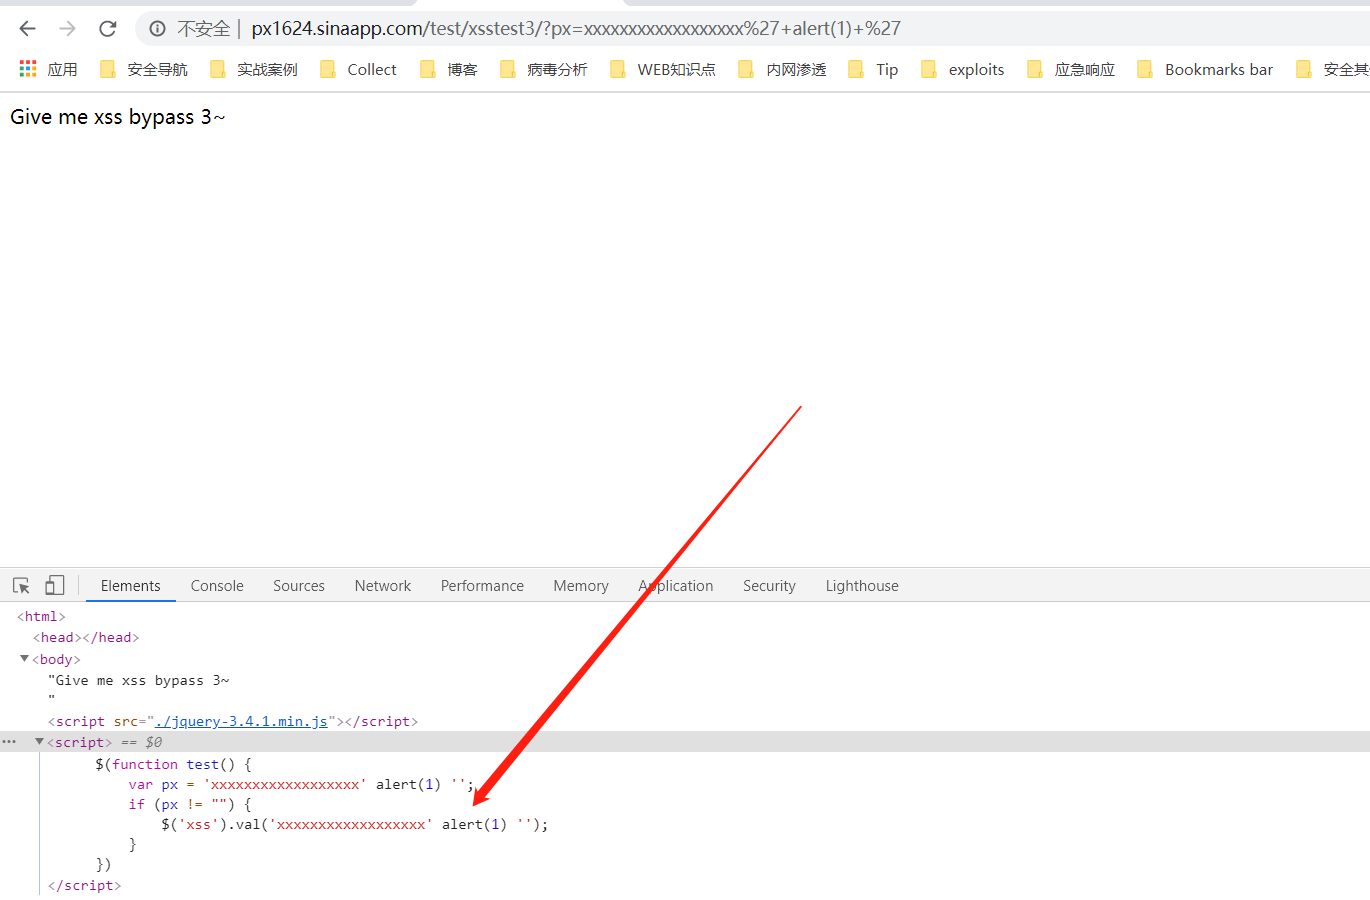 不安全 | px1624.sinaapp.com/test/xsstest3/?px=xxxxxxxxxxxxxxxxxx%27+alert(1)+%27
应用 安全导航 实战案例 Collect 博客 病毒分析 WEB知识点 内网渗透 Tip exploits 应急响应 Bookmarks bar 安全其
Give me xss bypass 3~
Elements Console Sources Network Performance Memory Application Security Lighthouse
<html>
<head></head>
<body>
"Give me xss bypass 3~
"
<script src="./jquery-3.4.1.min.js"></script>
<script> == $0
$(function test() {
var px = 'xxxxxxxxxxxxxxxxxx' alert(1) '';
if (px != "") {
$('xss').val('xxxxxxxxxxxxxxxxxx' alert(1) '');
}
})
</script>